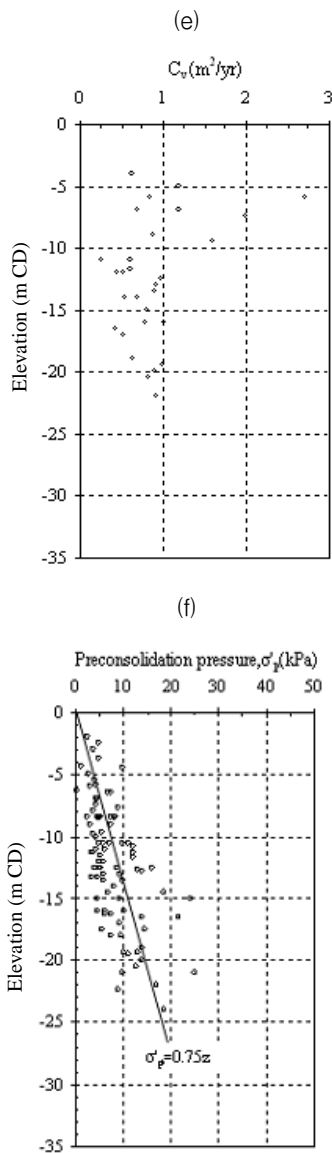 (e)
Cv(m²/yr)
0 1 2 3
0
-5
-10
-15
-20
-25
-30
-35
Elevation (m CD)
(f)
Preconsolidation pressure,σ'p(kPa)
0 10 20 30 40 50
0
-5
-10
-15
-20
-25
-30
-35
Elevation (m CD)
σ'p=0.75z